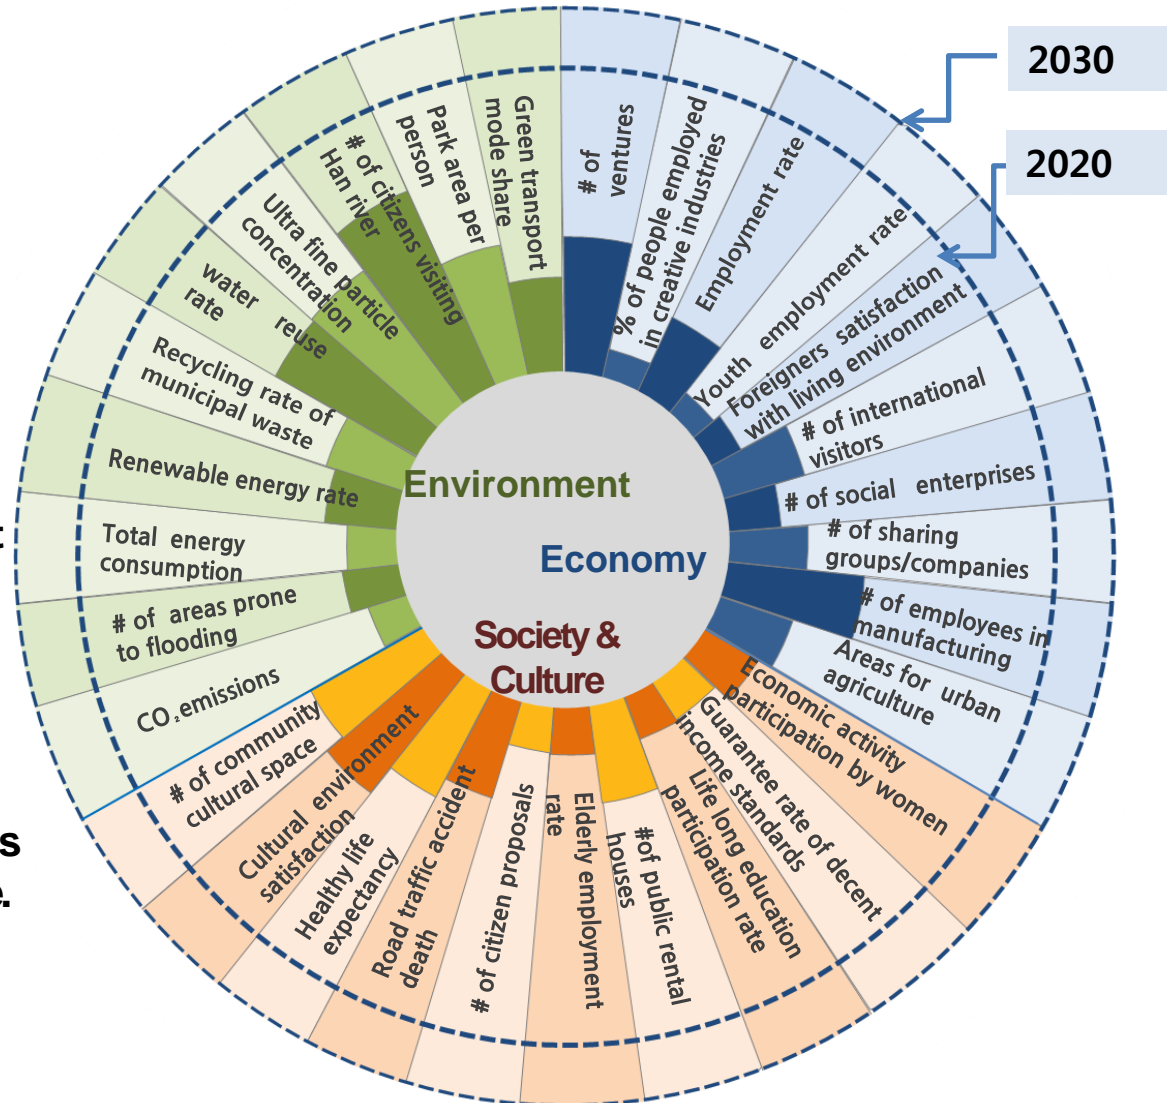 2030
2020
# of
ventures
% of people employed
in creative industries
Employment rate
Youth employment rate
Foreigners satisfaction
with living environment
# of international
visitors
# of social enterprises
# of sharing
groups/companies
# of employees in
manufacturing
Areas for urban
agriculture
Economic activity
participation by women
Guarantee rate of decent
income standards
Life long education
participation rate
#of public rental
houses
Elderly employment
rate
# of citizen proposals
Road traffic accident
death
Healthy life
expectancy
Cultural environment
satisfaction
# of community
cultural space
CO₂emissions
# of areas prone
to flooding
Total energy
consumption
Renewable energy rate
Recycling rate of
municipal waste
water reuse
rate
Ultra fine particle
concentration
# of citizens visiting
Han river
Park area per
person
Green transport
mode share
Environment
Economy
Society &
Culture
t
s
.